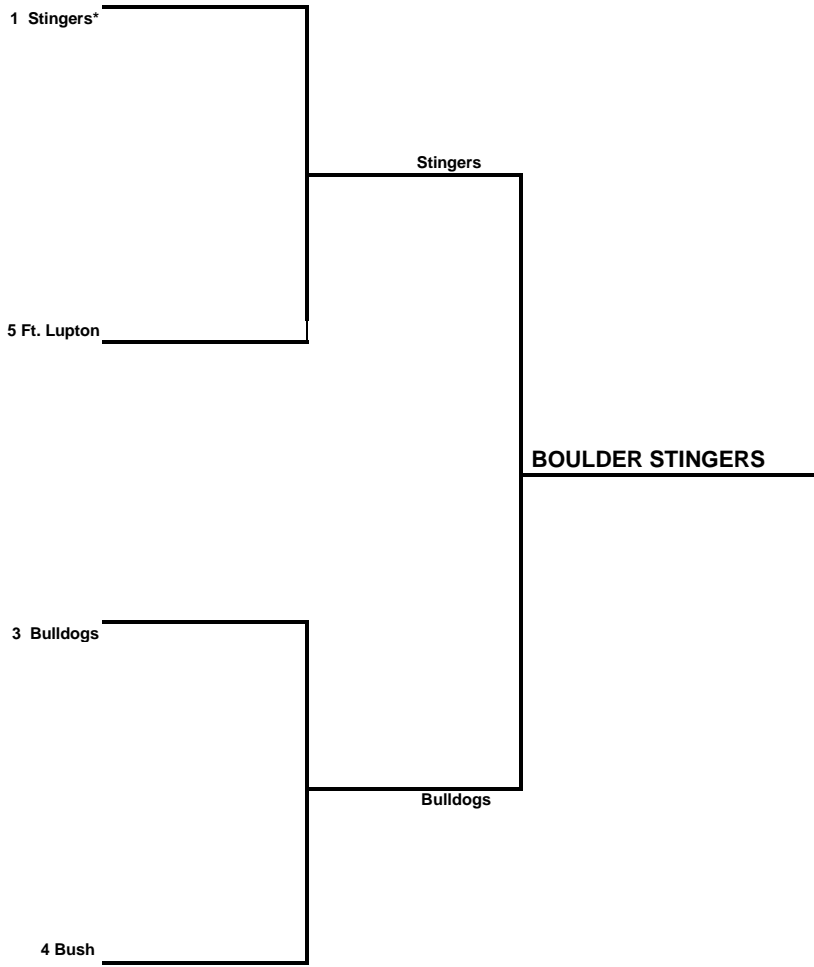 1 Stingers*
Stingers
5 Ft. Lupton
BOULDER STINGERS
3 Bulldogs
Bulldogs
4 Bush